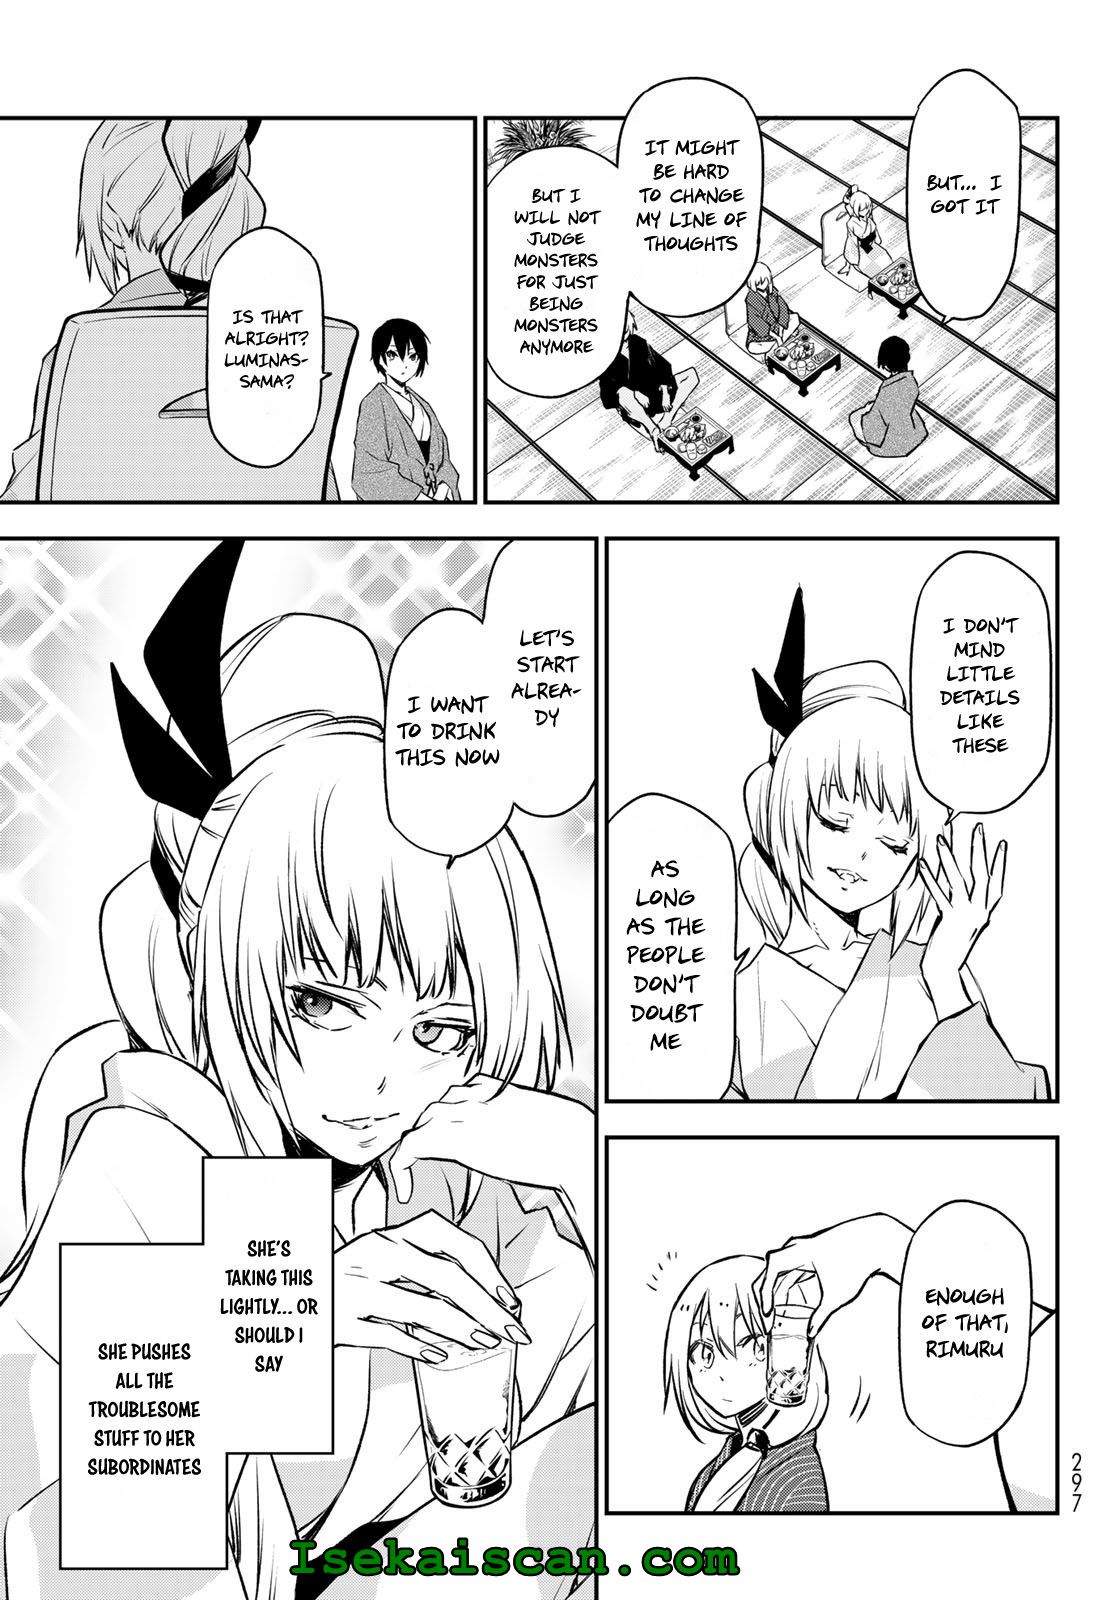 BUT... I
GOT IT
IT MIGHT
BE HARD
TO CHANGE
MY LINE OF
THOUGHTS
BUT I
WILL NOT
JUDGE
MONSTERS
FOR JUST
BEING
MONSTERS
ANYMORE
IS THAT
ALRIGHT?
LUMINAS-
SAMA?
I DON'T
MIND
LITTLE
DETAILS
LIKE
THESE
AS
LONG
AS THE
PEOPLE
DON'T
DOUBT
ME
ENOUGH
OF THAT,
RIMURU
LET'S
START
ALREA-
DY
I WANT
TO DRINK
THIS NOW
SHE'S
TAKING THIS
LIGHTLY... OR
SHOULD I
SAY
SHE PUSHES
ALL THE
TROUBLESOME
STUFF TO HER
SUBORDINATES
297
Isekaiscan.com